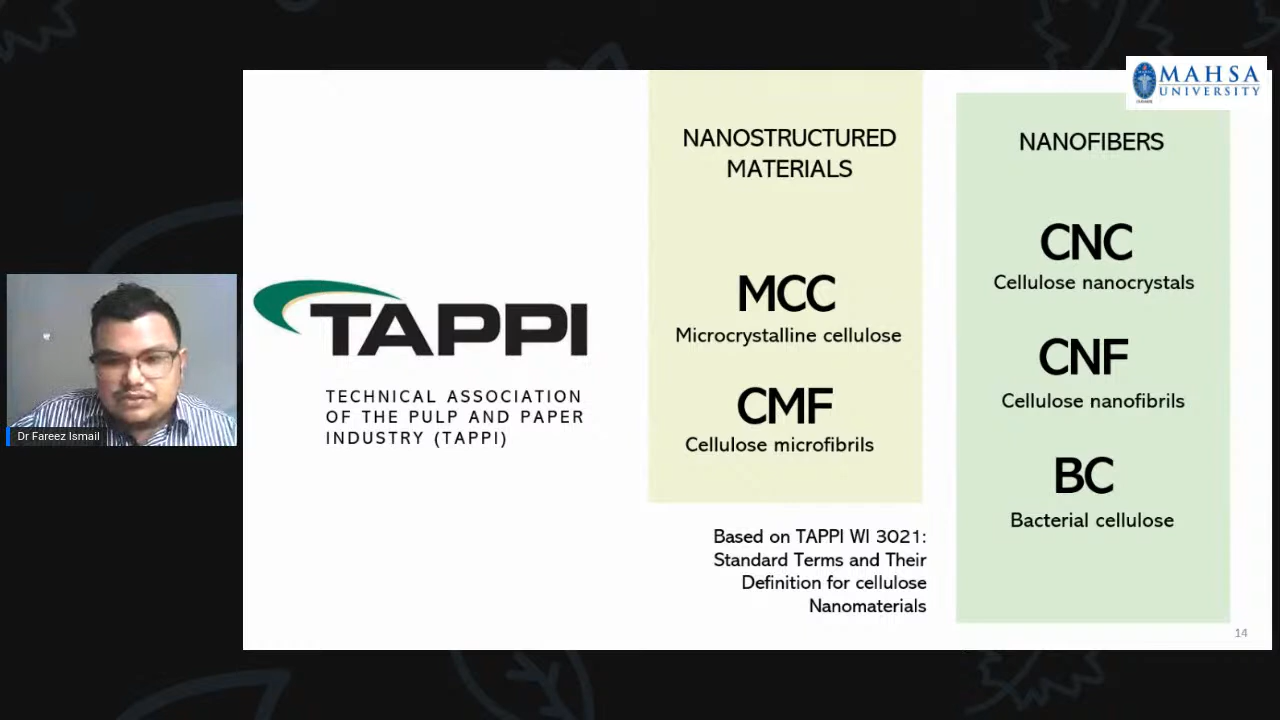 MAHSA
UNIVERSITY
NANOSTRUCTURED
MATERIALS
MCC
Microcrystalline cellulose
CMF
Cellulose microfibrils
NANOFIBERS
CNC
Cellulose nanocrystals
CNF
Cellulose nanofibrils
BC
Bacterial cellulose
TAPPI
TECHNICAL ASSOCIATION
OF THE PULP AND PAPER
INDUSTRY (TAPPI)
Based on TAPPI WI 3021:
Standard Terms and Their
Definition for cellulose
Nanomaterials
14
Dr Fareez Ismail